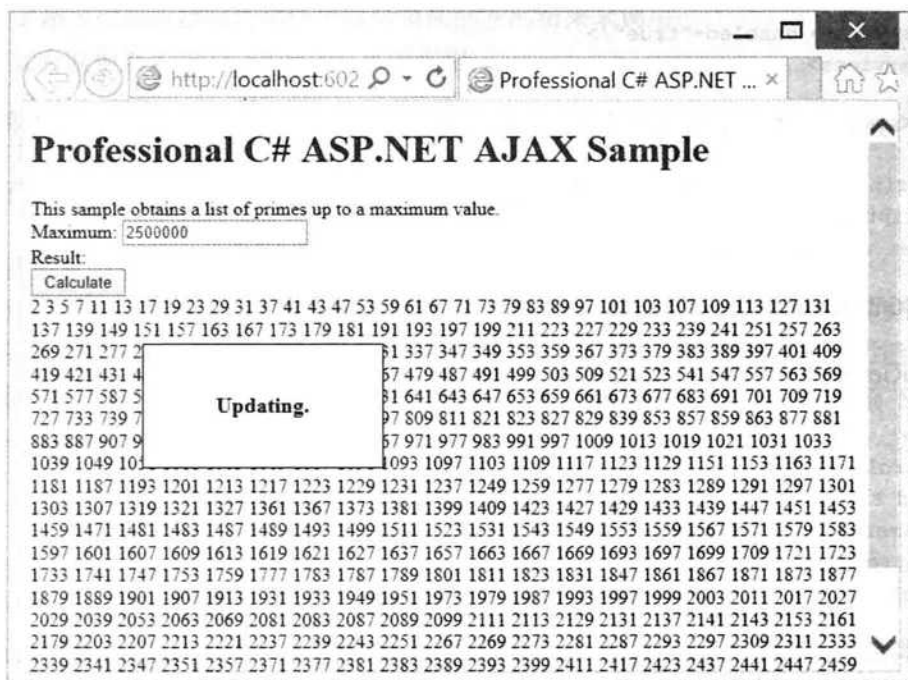 http://localhost:602
Professional C# ASP.NET ...
Professional C# ASP.NET AJAX Sample
This sample obtains a list of primes up to a maximum value.
Maximum: 2500000
Result:
Calculate
2 3 5 7 11 13 17 19 23 29 31 37 41 43 47 53 59 61 67 71 73 79 83 89 97 101 103 107 109 113 127 131
137 139 149 151 157 163 167 173 179 181 191 193 197 199 211 223 227 229 233 239 241 251 257 263
269 271 277 2 31 337 347 349 353 359 367 373 379 383 389 397 401 409
419 421 431 4 57 479 487 491 499 503 509 521 523 541 547 557 563 569
571 577 587 5 31 641 643 647 653 659 661 673 677 683 691 701 709 719
Updating.
727 733 739 7 97 809 811 821 823 827 829 839 853 857 859 863 877 881
883 887 907 9 57 971 977 983 991 997 1009 1013 1019 1021 1031 1033
1039 1049 105 1093 1097 1103 1109 1117 1123 1129 1151 1153 1163 1171
1181 1187 1193 1201 1213 1217 1223 1229 1231 1237 1249 1259 1277 1279 1283 1289 1291 1297 1301
1303 1307 1319 1321 1327 1361 1367 1373 1381 1399 1409 1423 1427 1429 1433 1439 1447 1451 1453
1459 1471 1481 1483 1487 1489 1493 1499 1511 1523 1531 1543 1549 1553 1559 1567 1571 1579 1583
1597 1601 1607 1609 1613 1619 1621 1627 1637 1657 1663 1667 1669 1693 1697 1699 1709 1721 1723
1733 1741 1747 1753 1759 1777 1783 1787 1789 1801 1811 1823 1831 1847 1861 1867 1871 1873 1877
1879 1889 1901 1907 1913 1931 1933 1949 1951 1973 1979 1987 1993 1997 1999 2003 2011 2017 2027
2029 2039 2053 2063 2069 2081 2083 2087 2089 2099 2111 2113 2129 2131 2137 2141 2143 2153 2161
2179 2203 2207 2213 2221 2237 2239 2243 2251 2267 2269 2273 2281 2287 2293 2297 2309 2311 2333
2339 2341 2347 2351 2357 2371 2377 2381 2383 2389 2393 2399 2411 2417 2423 2437 2441 2447 2459